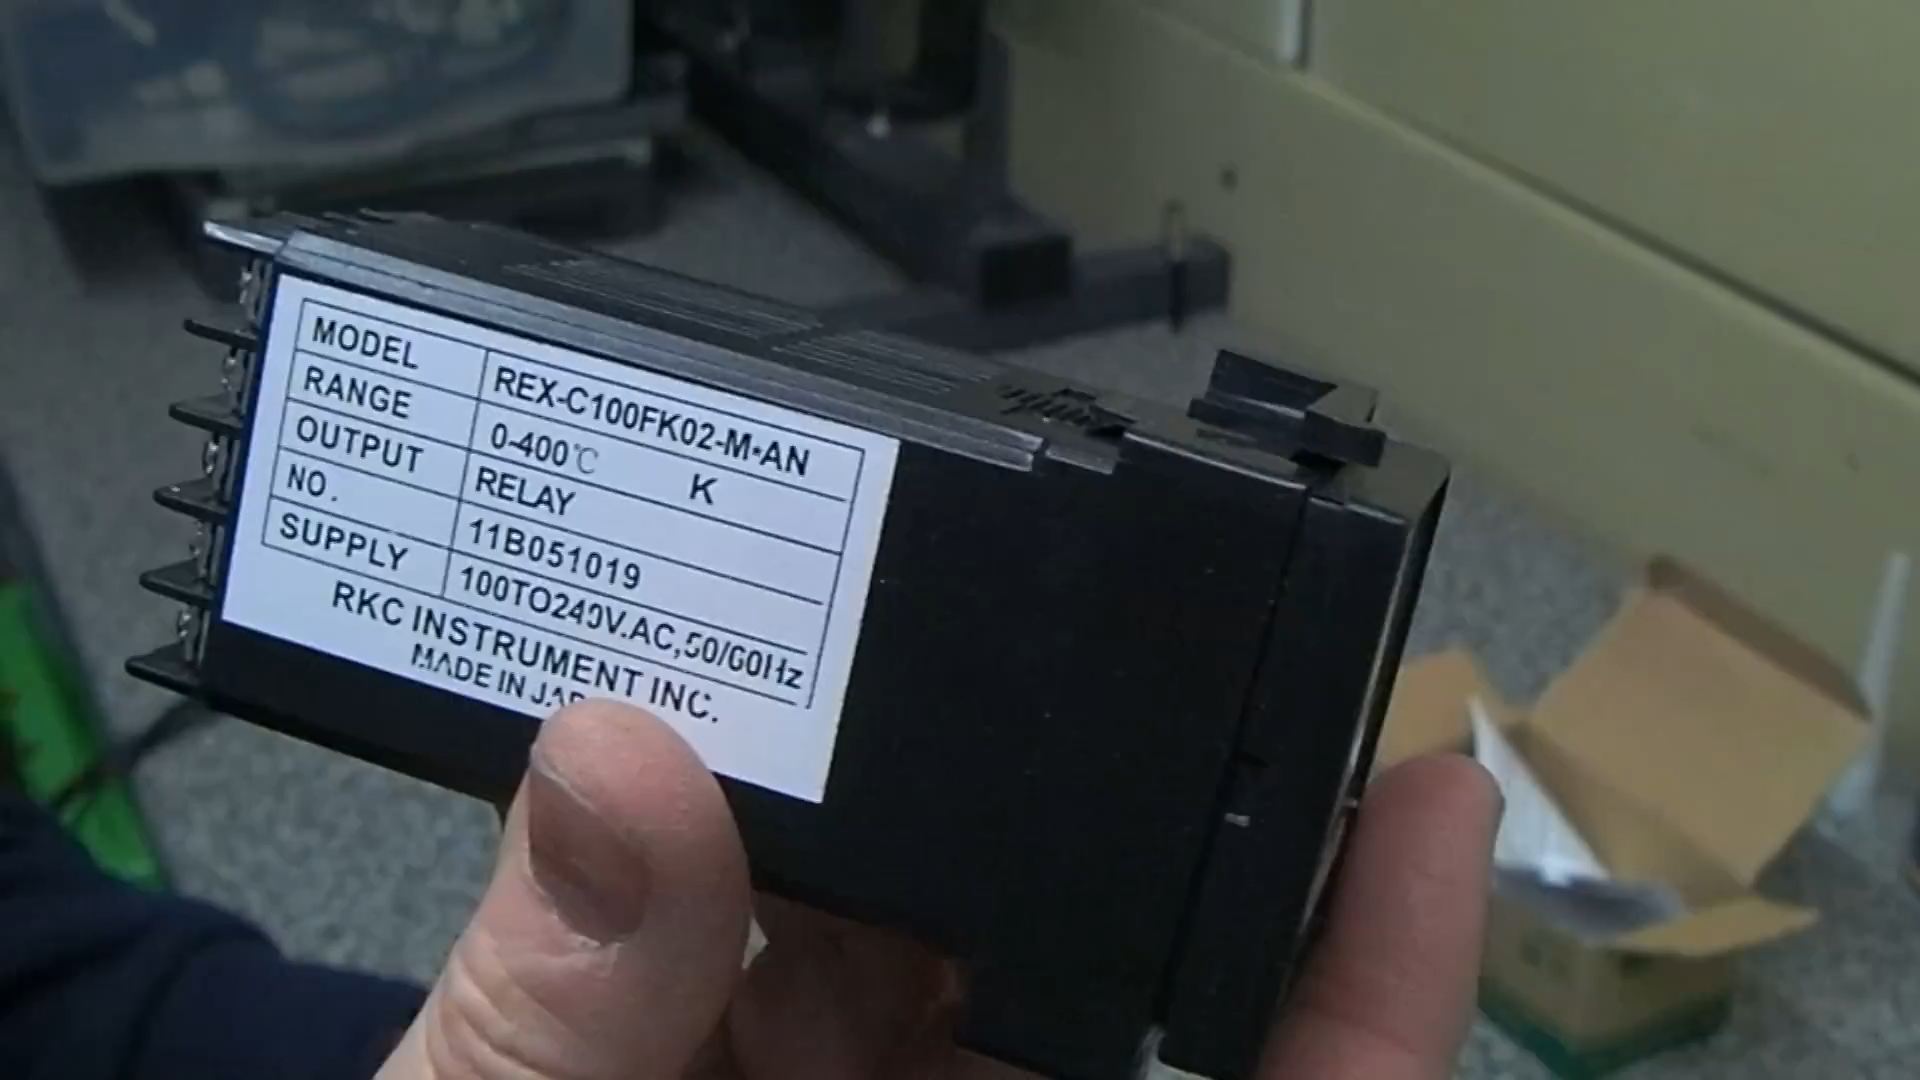 MODEL REX-C100FK02-M*AN
RANGE 0-400℃ K
OUTPUT RELAY
NO. 11B051019
SUPPLY 100TO240V.AC,50/60Hz
RKC INSTRUMENT INC.
MADE IN